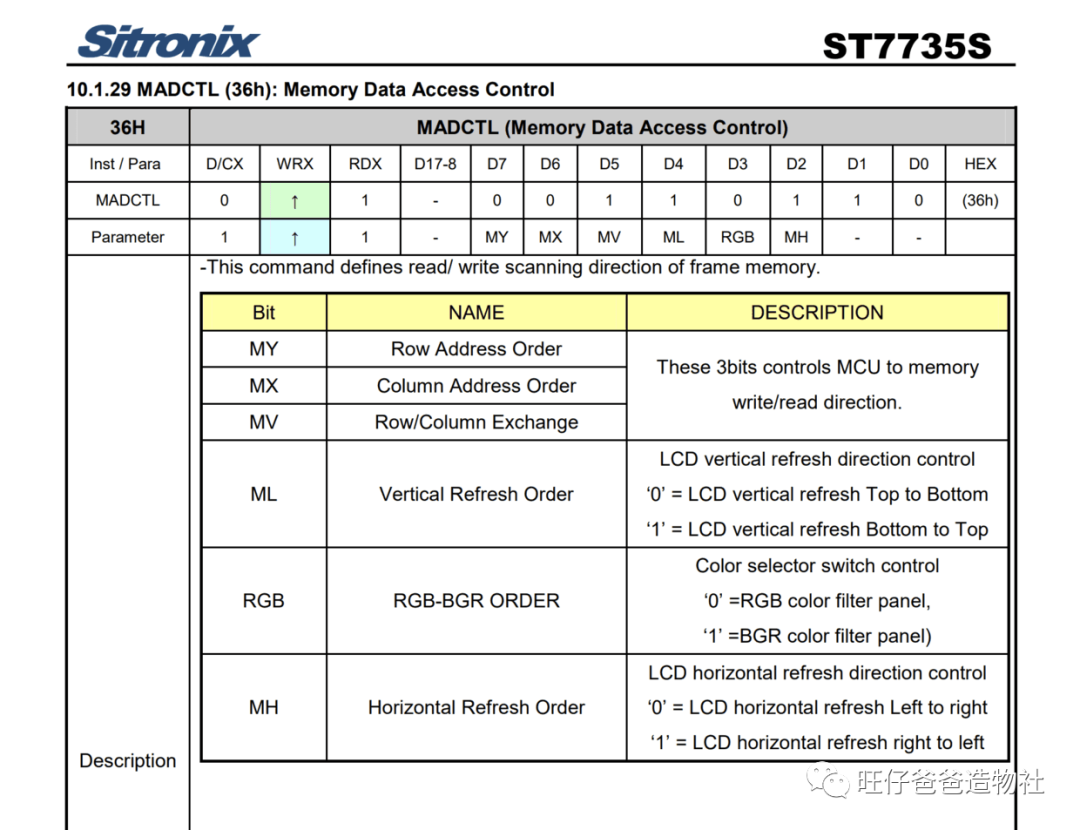 Sitronix ST7735S
10.1.29 MADCTL (36h): Memory Data Access Control
36H MADCTL (Memory Data Access Control)
Inst / Para D/CX WRX RDX D17-8 D7 D6 D5 D4 D3 D2 D1 D0 HEX
MADCTL 0 ↑ 1 - 0 0 1 1 0 1 1 0 (36h)
Parameter 1 ↑ 1 - MY MX MV ML RGB MH - -
-This command defines read/ write scanning direction of frame memory.
Bit NAME DESCRIPTION
MY Row Address Order
MX Column Address Order
MV Row/Column Exchange
These 3bits controls MCU to memory
write/read direction.
ML Vertical Refresh Order
LCD vertical refresh direction control
‘0’ = LCD vertical refresh Top to Bottom
‘1’ = LCD vertical refresh Bottom to Top
RGB RGB-BGR ORDER
Color selector switch control
‘0’ =RGB color filter panel,
‘1’ =BGR color filter panel)
MH Horizontal Refresh Order
LCD horizontal refresh direction control
‘0’ = LCD horizontal refresh Left to right
‘1’ = LCD horizontal refresh right to left
Description
旺仔爸爸造物社